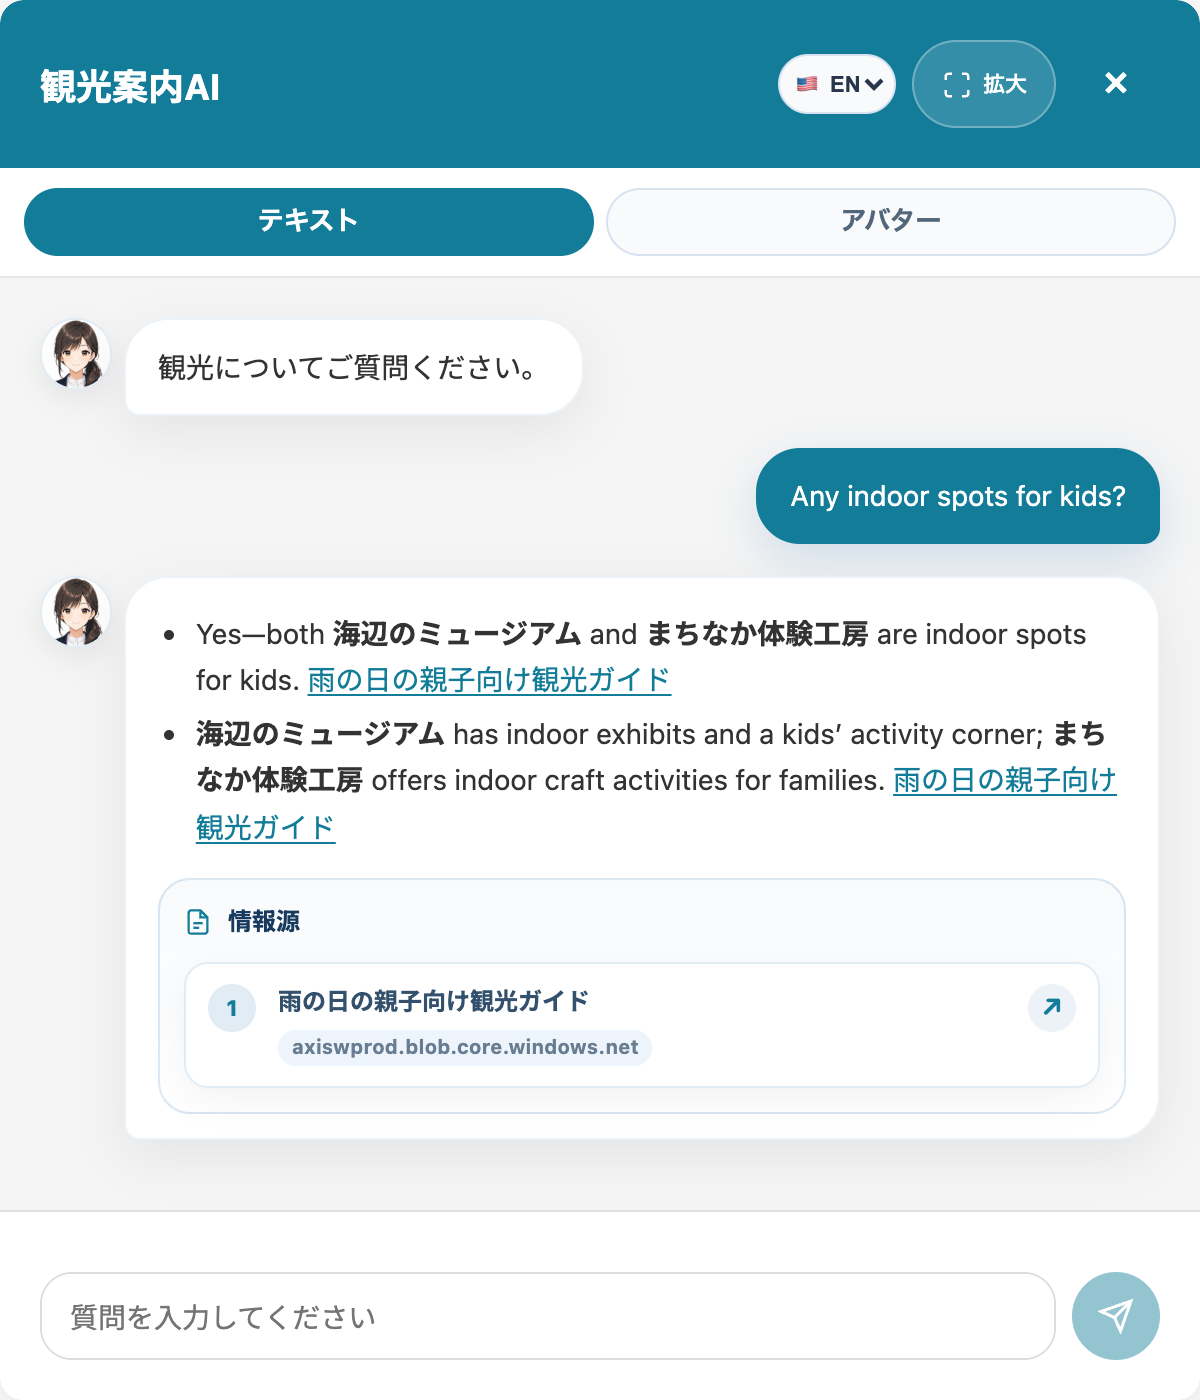 観光案内AI
EN
拡大
テキスト
アバター
観光についてご質問ください。
Any indoor spots for kids?
• Yes—both 海辺のミュージアム and まちなか体験工房 are indoor spots
for kids. 雨の日の親子向け観光ガイド
• 海辺のミュージアム has indoor exhibits and a kids’ activity corner; まち
なか体験工房 offers indoor craft activities for families. 雨の日の親子向け
観光ガイド
情報源
1
雨の日の親子向け観光ガイド
axiswprod.blob.core.windows.net
質問を入力してください